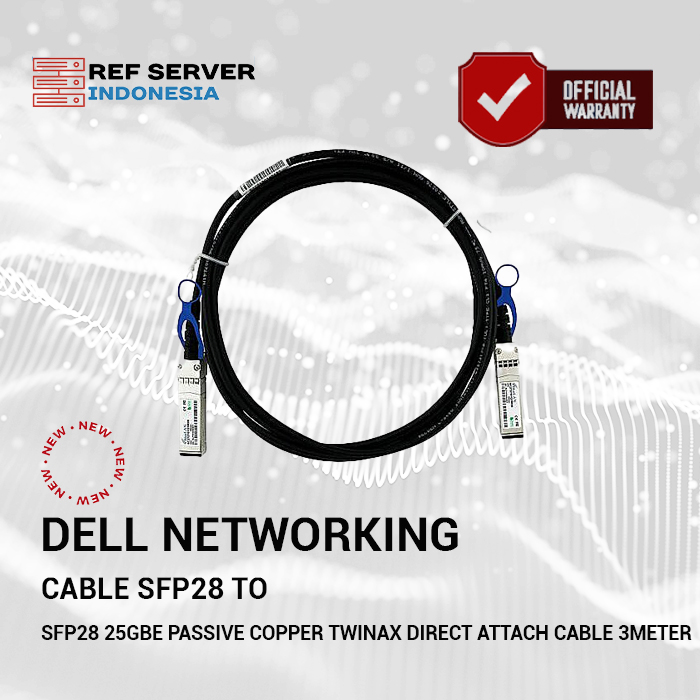 REF SERVER
INDONESIA
OFFICIAL
WARRANTY
NEW • NEW • NEW • NEW • NEW •
DELL NETWORKING
CABLE SFP28 TO
SFP28 25GBE PASSIVE COPPER TWINAX DIRECT ATTACH CABLE 3METER